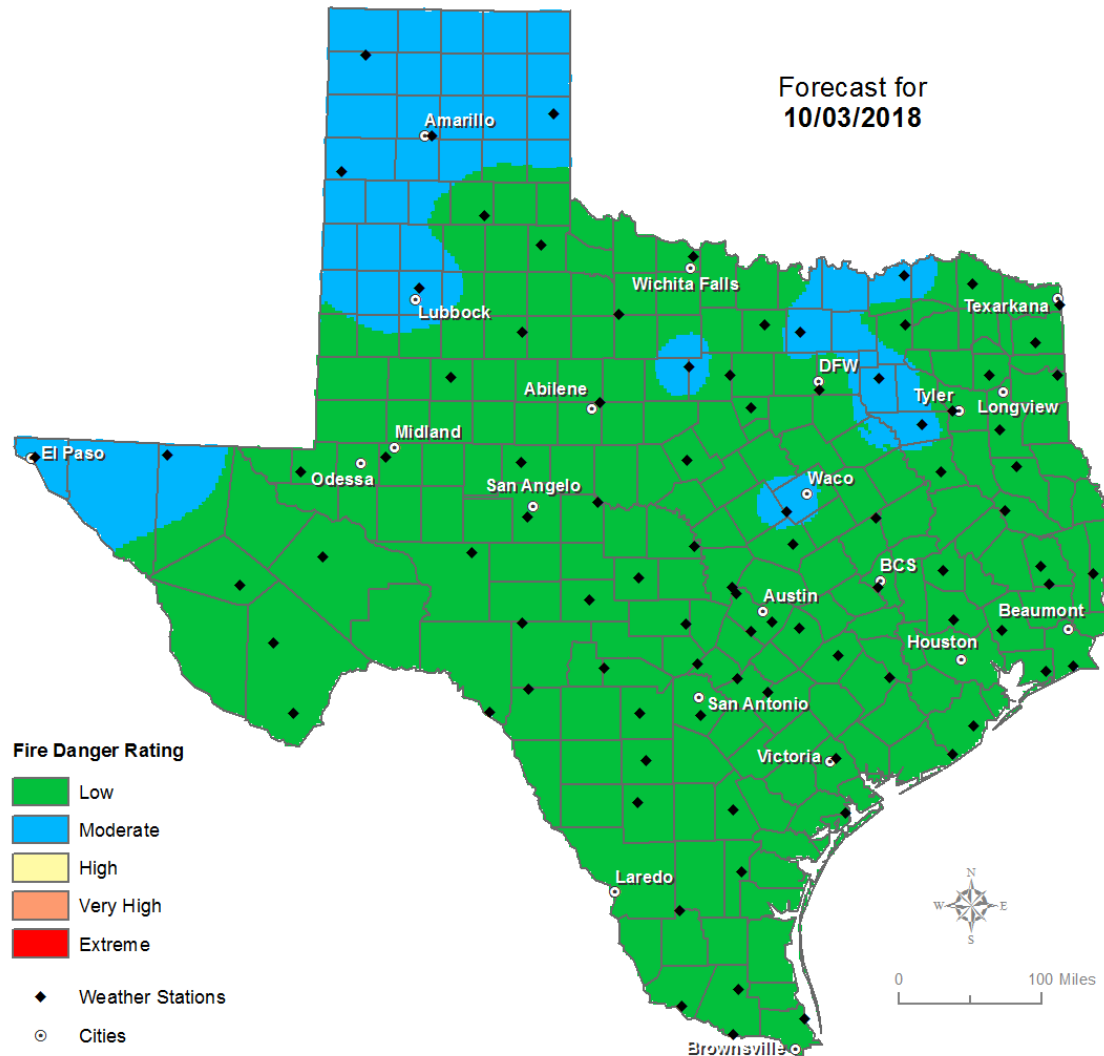 Forecast for
10/03/2018
Amarillo
Wichita Falls
Lubbock
Texarkana
DFW
Abilene
Tyler
Longview
Midland
El Paso
Odessa
San Angelo
Waco
BCS
Austin
Beaumont
Houston
San Antonio
Victoria
Laredo
Brownsville
Fire Danger Rating
Low
Moderate
High
Very High
Extreme
Weather Stations
Cities
N
W E
S
0 100 Miles